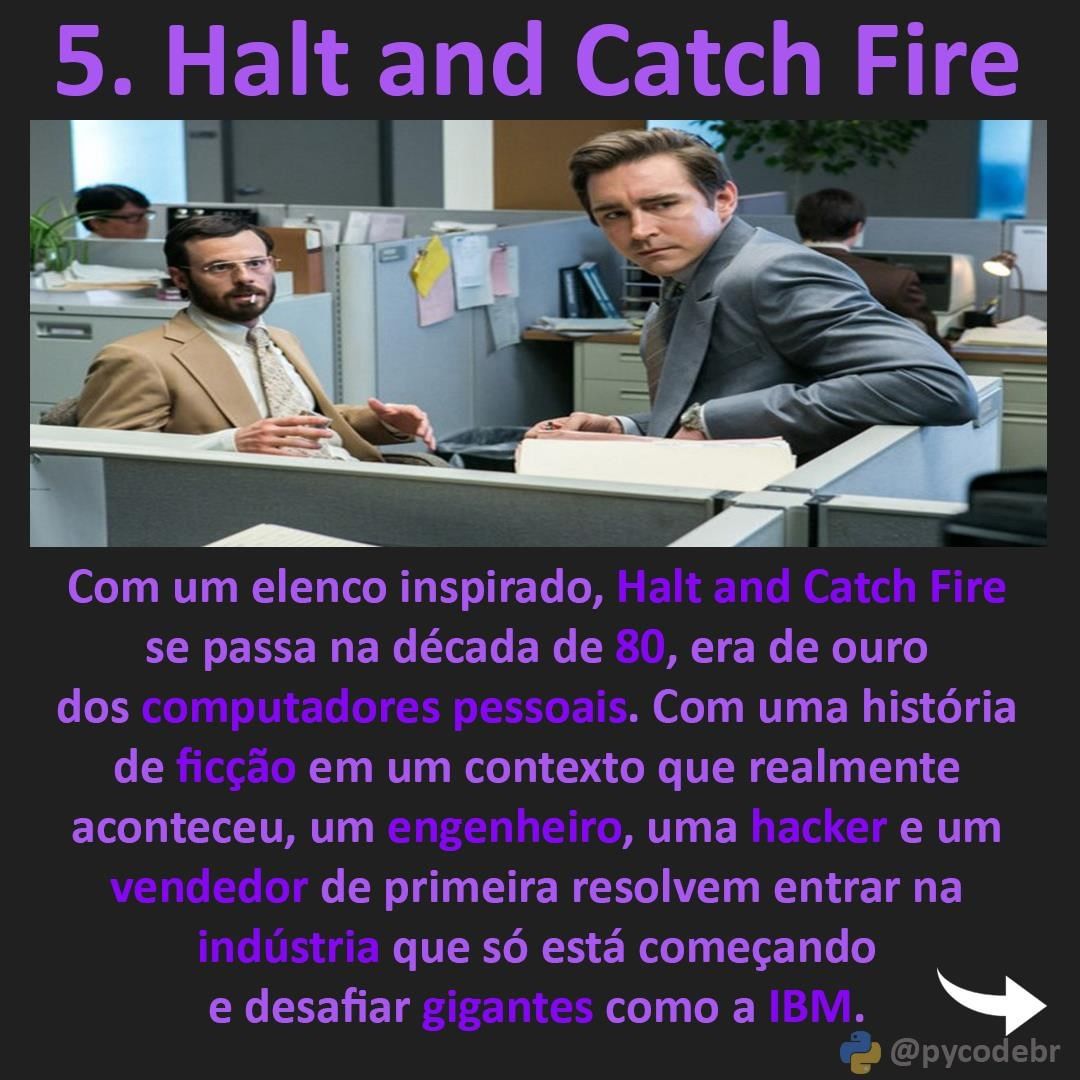 5. Halt and Catch Fire
Com um elenco inspirado, Halt and Catch Fire
se passa na década de 80, era de ouro
dos computadores pessoais. Com uma história
de ficção em um contexto que realmente
aconteceu, um engenheiro, uma hacker e um
vendedor de primeira resolvem entrar na
indústria que só está começando
e desafiar gigantes como a IBM.
@pycodebr